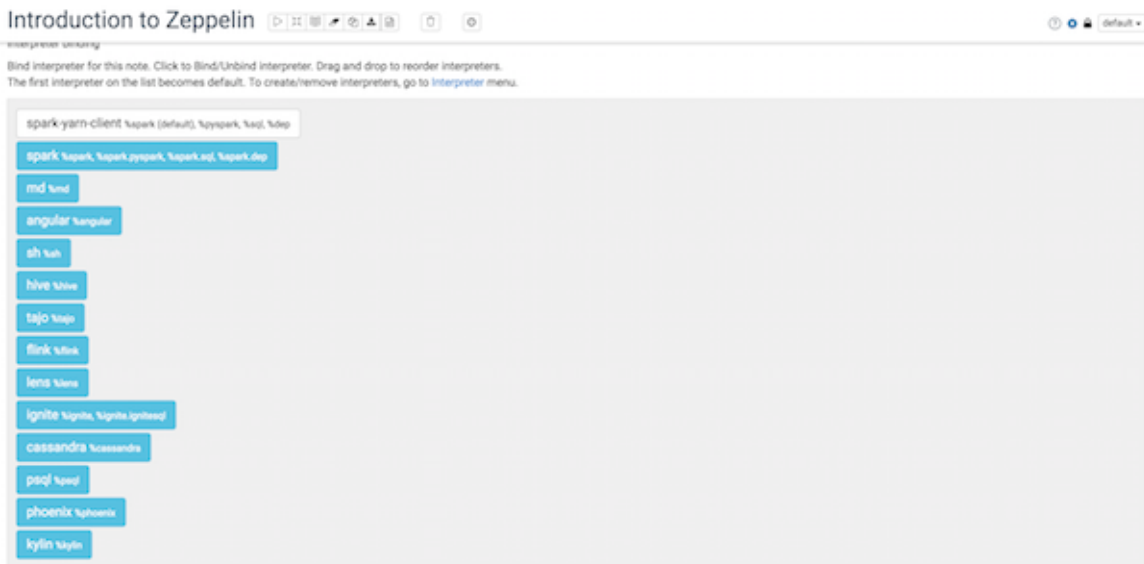 Introduction to Zeppelin
default
Interpreter binding
Bind interpreter for this note. Click to Bind/Unbind interpreter. Drag and drop to reorder interpreters.
The first interpreter on the list becomes default. To create/remove interpreters, go to Interpreter menu.
spark-yarn-client %spark (default), %pyspark, %sql, %dep
spark %spark, %spark.pyspark, %spark.sql, %spark.dep
md %md
angular %angular
sh %sh
hive %hive
tajo %tajo
flink %flink
lens %lens
ignite %ignite, %ignite.ignitesql
cassandra %cassandra
psql %psql
phoenix %phoenix
kylin %kylin